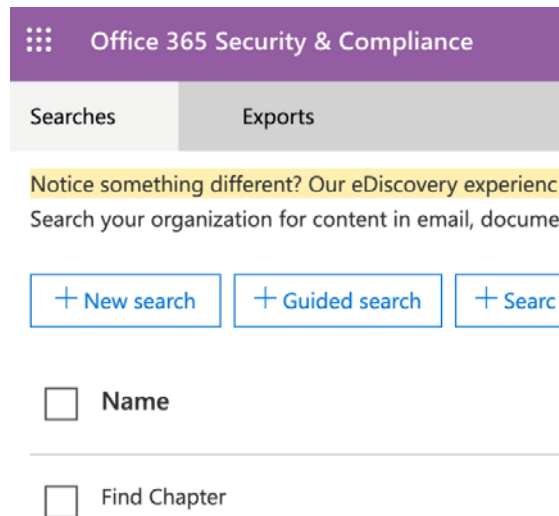 Office 365 Security & Compliance
Searches Exports
Notice something different? Our eDiscovery experienc
Search your organization for content in email, docume
+ New search + Guided search + Searc
Name
Find Chapter